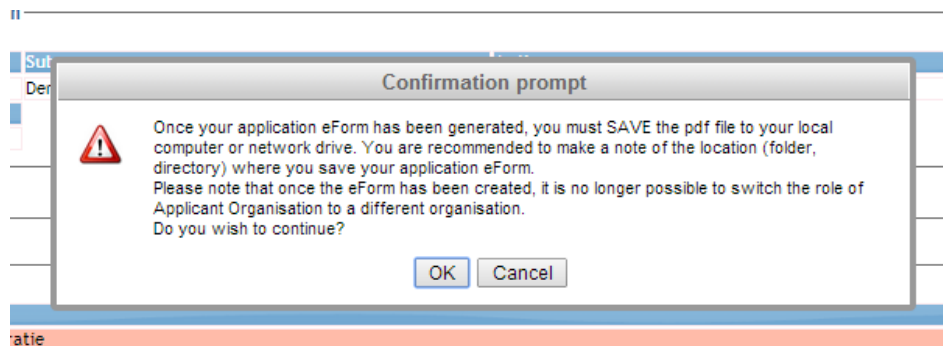 Sub
Der
Confirmation prompt
Once your application eForm has been generated, you must SAVE the pdf file to your local
computer or network drive. You are recommended to make a note of the location (folder,
directory) where you save your application eForm.
Please note that once the eForm has been created, it is no longer possible to switch the role of
Applicant Organisation to a different organisation.
Do you wish to continue?
OK Cancel
atie